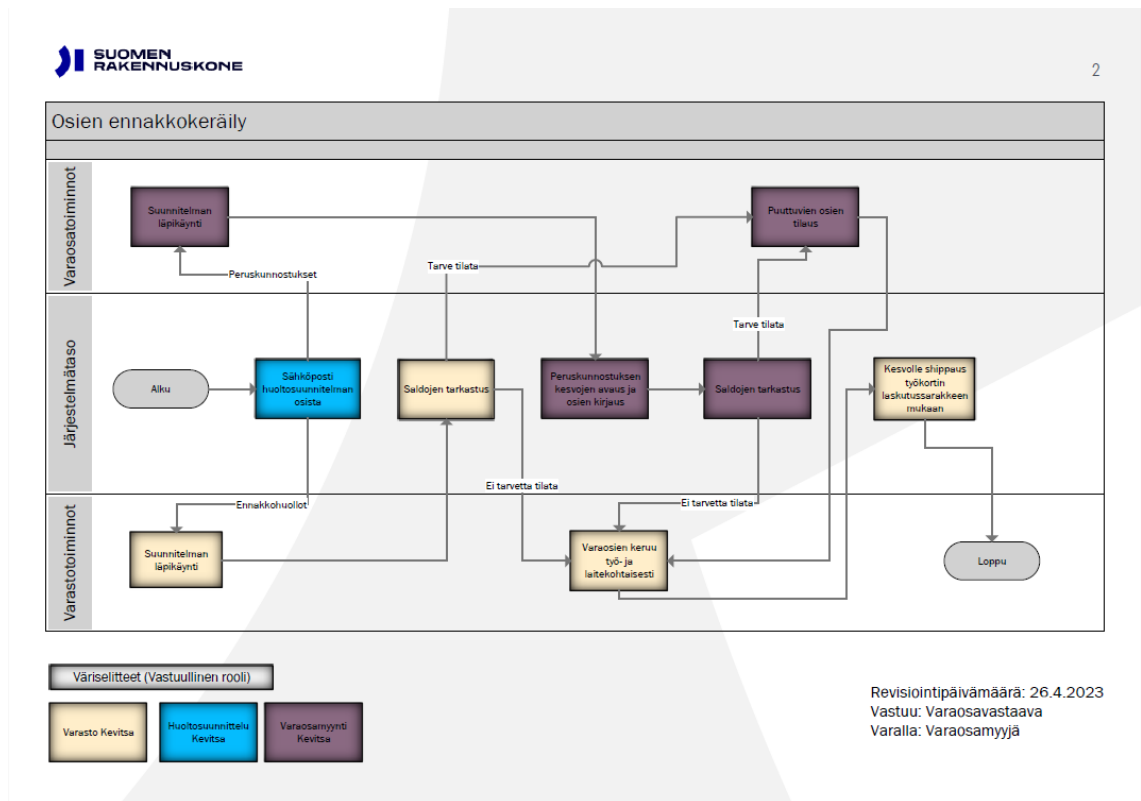 SUOMEN
RAKENNUSKONE
2
Osien ennakkokeräily
Varaosatoiminnot
Suunnitelman
läpikäynti
Puuttuvien osien
tilaus
Peruskunnostukset
Tarve tilata
Järjestelmätaso
Tarve tilata
Alku
Sähköposti
huoltosuunnitelman
osista
Saldojen tarkastus
Peruskunnostuksen
kesvojen avaus ja
osien kirjaus
Saldojen tarkastus
Kesvolle shippaus
työkortin
laskutussarakkeen
mukaan
Ei tarvetta tilata
Varastotoiminnot
Ennakkohuollot
Ei tarvetta tilata
Suunnitelman
läpikäynti
Varaosien keruu
työ- ja
laitekohtaisesti
Loppu
Väriselitteet (Vastuullinen rooli)
Varasto Kevitsa
Huoltosuunnittelu
Kevitsa
Varaosamyynti
Kevitsa
Revisiointipäivämäärä: 26.4.2023
Vastuu: Varaosavastaava
Varalla: Varaosamyyjä